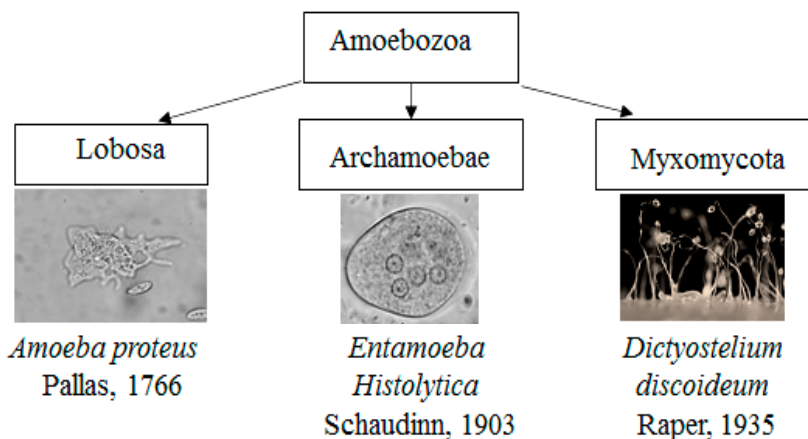 Amoebozoa
Lobosa
Archamoebae
Myxomycota
Amoeba proteus
Pallas, 1766
Entamoeba
Histolytica
Schaudinn, 1903
Dictyostelium
discoideum
Raper, 1935